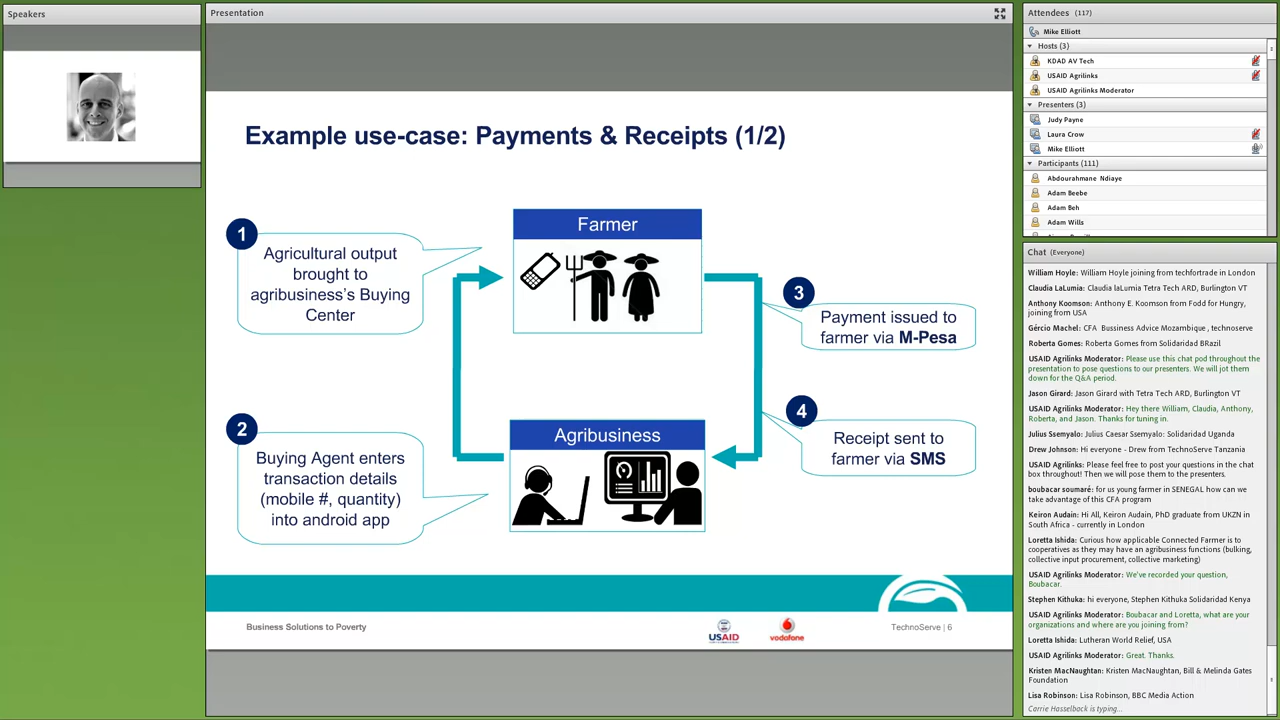 Speakers
Presentation
Example use-case: Payments & Receipts (1/2)
1
Agricultural output
brought to
agribusiness's Buying
Center
Farmer
3
Payment issued to
farmer via M-Pesa
2
Buying Agent enters
transaction details
(mobile #, quantity)
into android app
Agribusiness
4
Receipt sent to
farmer via SMS
Business Solutions to Poverty
USAID
vodafone
TechnoServe | 6
Attendees (117)
Mike Elliott
Hosts (3)
KDAD AV Tech
USAID Agrilinks
USAID Agrilinks Moderator
Presenters (3)
Judy Payne
Laura Crow
Mike Elliott
Participants (111)
Abdourahmane Ndiaye
Adam Beebe
Adam Beh
Adam Wills
Chat (Everyone)
William Hoyle: William Hoyle joining from techfortrade in London
Claudia LaLumia: Claudia laLumia Tetra Tech ARD, Burlington VT
Anthony Koomson: Anthony E. Koomson from Fodd for Hungry,
joining from USA
Gércio Machel: CFA Bussiness Advice Mozambique , technoserve
Roberta Gomes: Roberta Gomes from Solidaridad BRazil
USAID Agrilinks Moderator: Please use this chat pod throughout the
presentation to pose questions to our presenters. We will jot them
down for the Q&A period.
Jason Girard: Jason Girard with Tetra Tech ARD, Burlington VT
USAID Agrilinks Moderator: Hey there William, Claudia, Anthony,
Roberta, and Jason. Thanks for tuning in.
Julius Ssemyalo: Julius Caesar Ssemyalo: Solidaridad Uganda
Drew Johnson: Hi everyone - Drew from TechnoServe Tanzania
USAID Agrilinks: Please feel free to post your questions in the chat
box throughout! Then we will pose them to the presenters.
boubacar soumaré: for us young farmer in SENEGAL how can we
take advantage of this CFA program
Keiron Audain: Hi All, Keiron Audain, PhD graduate from UKZN in
South Africa - currently in London
Loretta Ishida: Curious how applicable Connected Farmer is to
cooperatives as they may have an agribusiness functions (bulking,
collective input procurement, collective marketing)
USAID Agrilinks Moderator: We've recorded your question,
Boubacar.
Stephen Kithuka: hi everyone, Stephen Kithuka Solidaridad Kenya
USAID Agrilinks Moderator: Boubacar and Loretta, what are your
organizations and where are you joining from?
Loretta Ishida: Lutheran World Relief, USA
USAID Agrilinks Moderator: Great. Thanks.
Kristen MacNaughtan: Kristen MacNaughtan, Bill & Melinda Gates
Foundation
Lisa Robinson: Lisa Robinson, BBC Media Action
Carrie Hasselback is typing...